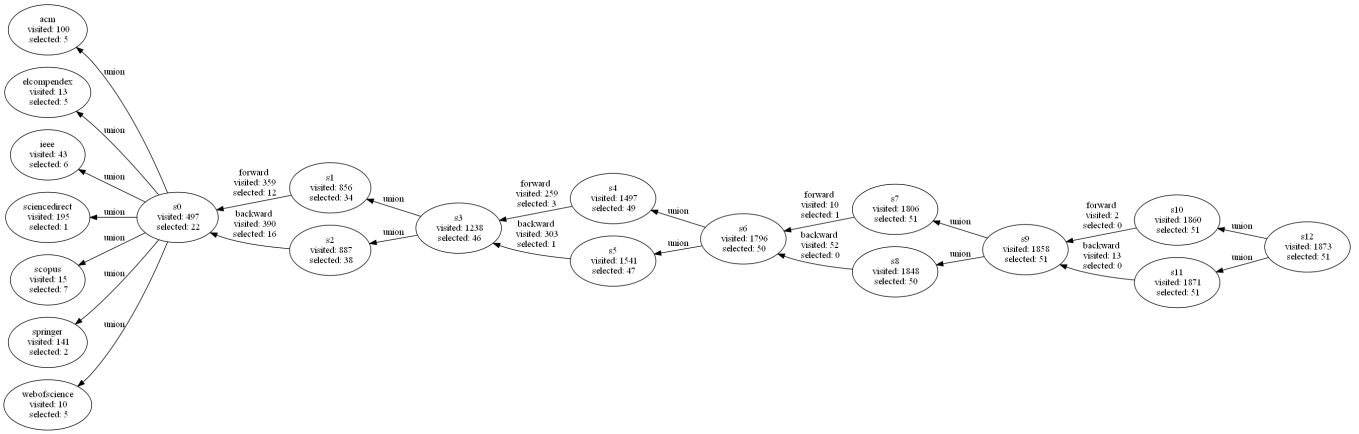 acm
visited: 100
selected: 5
elcompendex
visited: 13
selected: 5
ieee
visited: 43
selected: 6
sciencedirect
visited: 195
selected: 1
scopus
visited: 15
selected: 7
springer
visited: 141
selected: 2
webofscience
visited: 10
selected: 5
union
union
union
union
union
union
union
s0
visited: 497
selected: 22
forward
visited: 359
selected: 12
backward
visited: 390
selected: 16
s1
visited: 856
selected: 34
s2
visited: 887
selected: 38
union
union
s3
visited: 1238
selected: 46
forward
visited: 259
selected: 3
backward
visited: 303
selected: 1
s4
visited: 1497
selected: 49
s5
visited: 1541
selected: 47
union
union
s6
visited: 1796
selected: 50
forward
visited: 10
selected: 1
backward
visited: 52
selected: 0
s7
visited: 1806
selected: 51
s8
visited: 1848
selected: 50
union
union
s9
visited: 1858
selected: 51
forward
visited: 2
selected: 0
backward
visited: 13
selected: 0
s10
visited: 1860
selected: 51
s11
visited: 1871
selected: 51
union
union
s12
visited: 1873
selected: 51